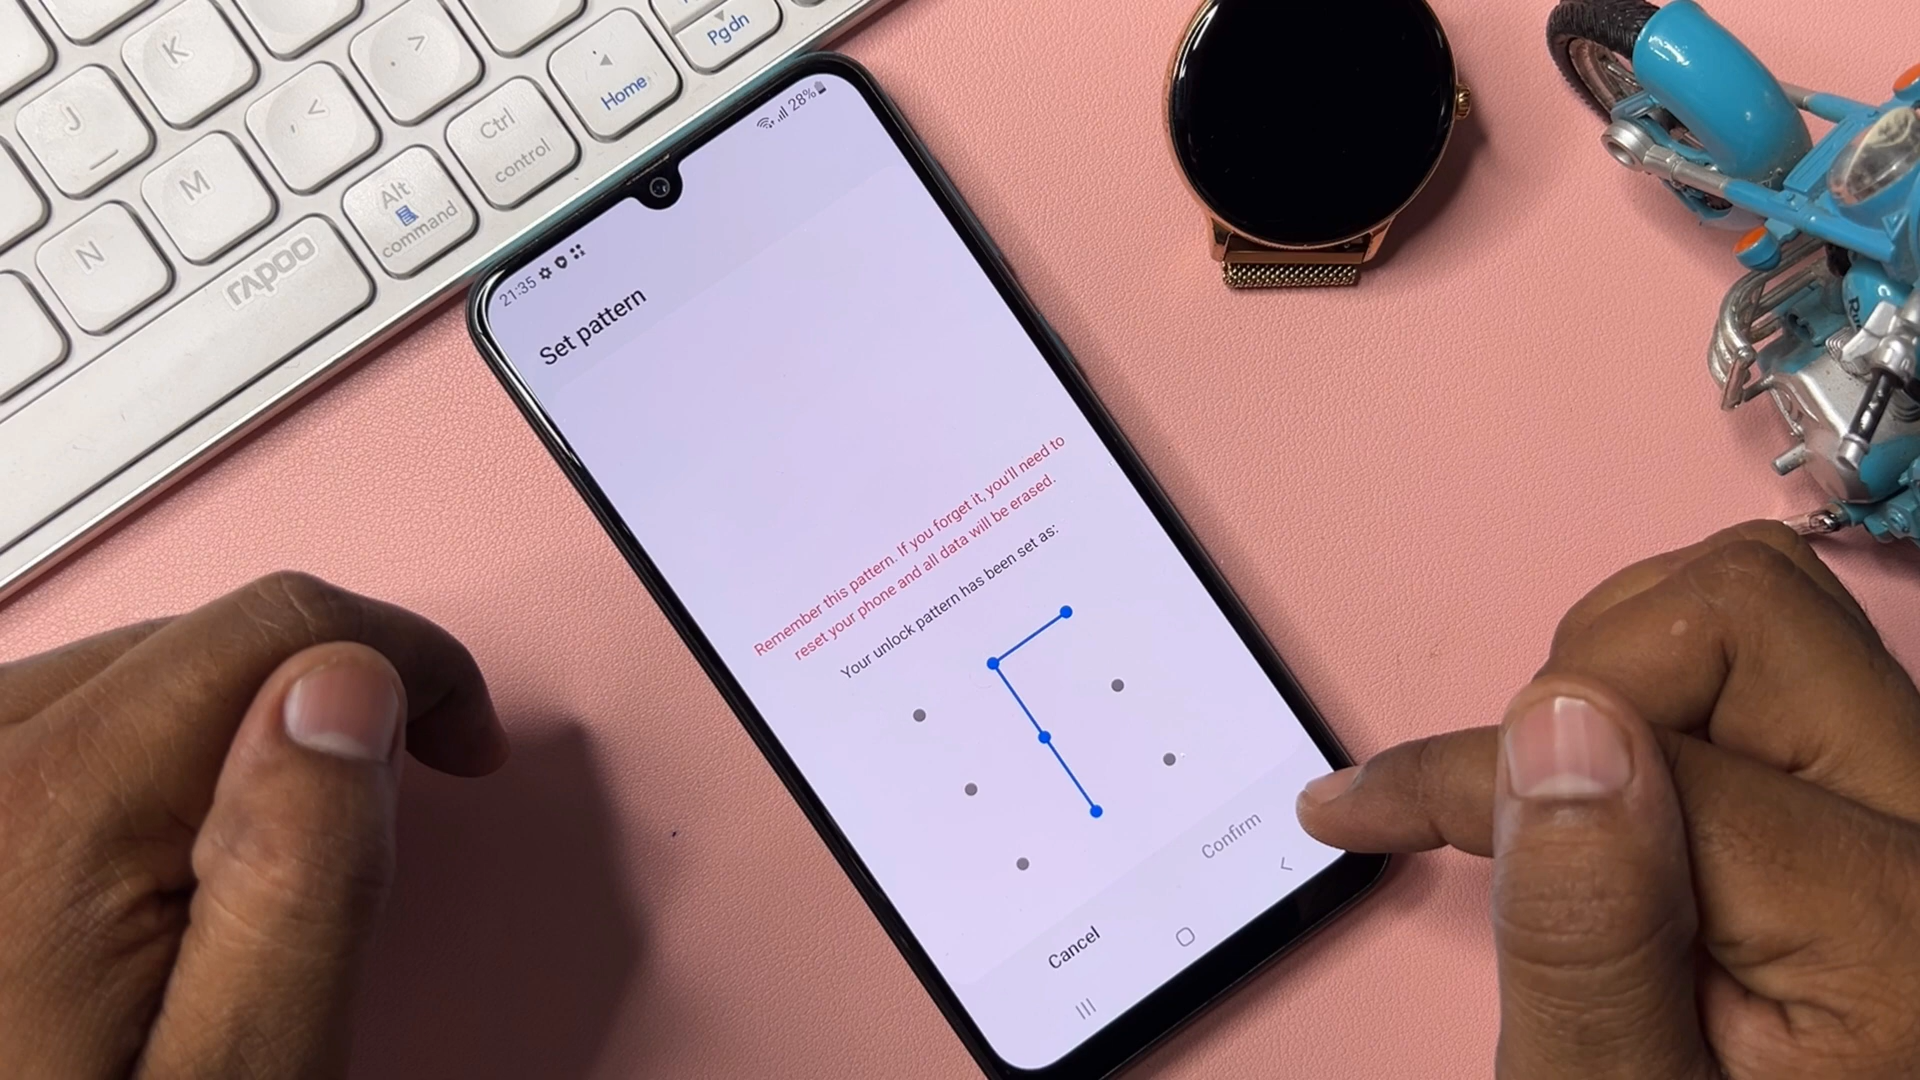 K
>
Home
Pgdn
J
<
Ctrl
control
M
Alt
command
N
rapoo
21:35
28%
Set pattern
Remember this pattern. If you forget it, you'll need to
reset your phone and all data will be erased.
Your unlock pattern has been set as:
Cancel
Confirm